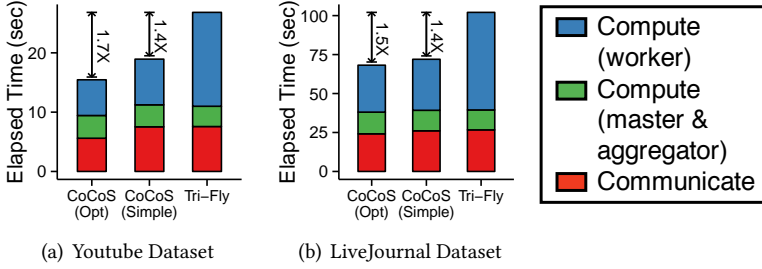 Elapsed Time (sec)
20
10
0
1.7X
1.4X
CoCoS
(Opt)
CoCoS
(Simple)
Tri−Fly
(a) Youtube Dataset
Elapsed Time (sec)
100
75
50
25
0
1.5X
1.4X
CoCoS
(Opt)
CoCoS
(Simple)
Tri−Fly
(b) LiveJournal Dataset
Compute
(worker)
Compute
(master &
aggregator)
Communicate